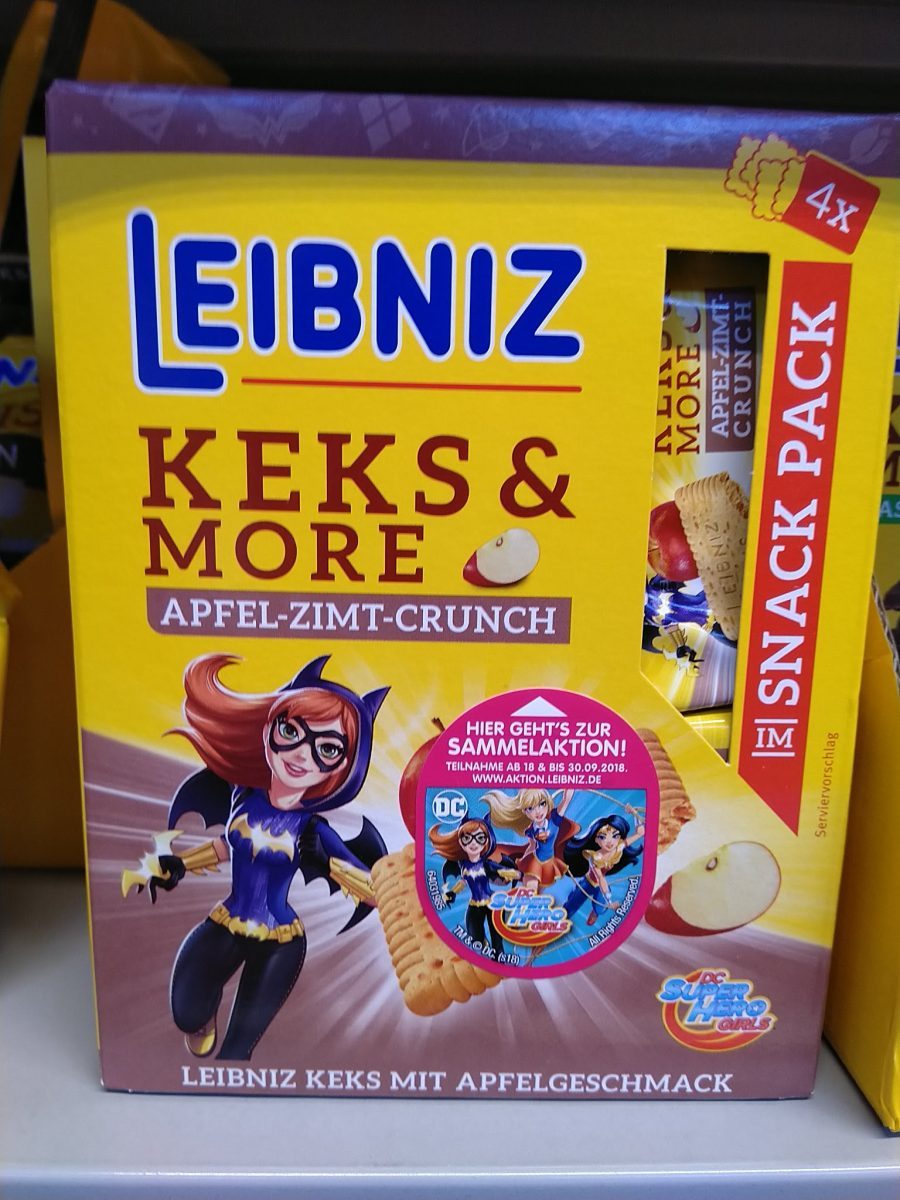 4x
LEIBNIZ
KEKS &
MORE
APFEL-ZIMT-CRUNCH
IM SNACK PACK
MORE
APFEL-ZIMT-
CRUNCH
LEIBNIZ
HIER GEHT'S ZUR
SAMMELAKTION!
TEILNAHME AB 18 & BIS 30.09.2018.
WWW.AKTION.LEIBNIZ.DE
DC
DC
SUPER
HERO
GIRLS
64031985
TM & © DC. (s18)
All Rights Reserved!
Serviervorschlag
DC
SUPER
HERO
GIRLS
LEIBNIZ KEKS MIT APFELGESCHMACK